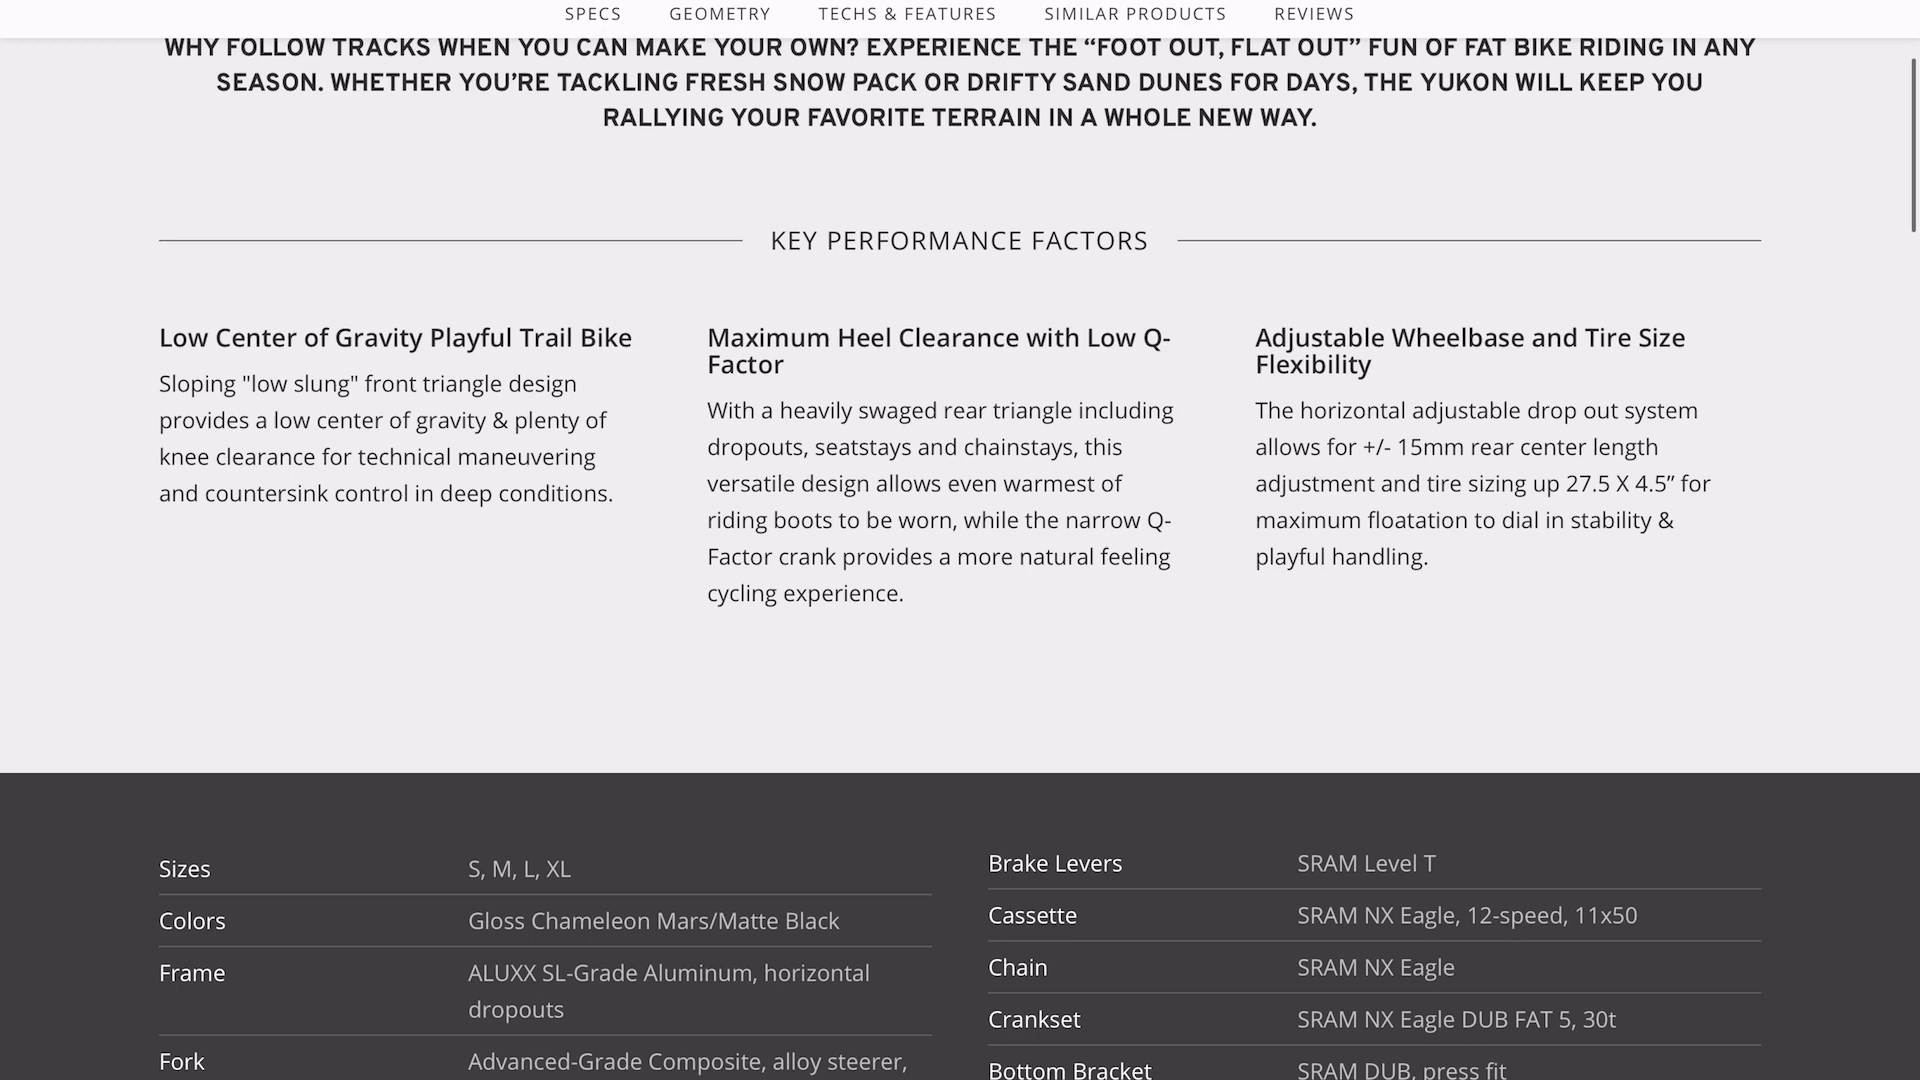 SPECS GEOMETRY TECHS & FEATURES SIMILAR PRODUCTS REVIEWS
WHY FOLLOW TRACKS WHEN YOU CAN MAKE YOUR OWN? EXPERIENCE THE “FOOT OUT, FLAT OUT” FUN OF FAT BIKE RIDING IN ANY
SEASON. WHETHER YOU’RE TACKLING FRESH SNOW PACK OR DRIFTY SAND DUNES FOR DAYS, THE YUKON WILL KEEP YOU
RALLYING YOUR FAVORITE TERRAIN IN A WHOLE NEW WAY.
KEY PERFORMANCE FACTORS
Low Center of Gravity Playful Trail Bike
Sloping "low slung" front triangle design
provides a low center of gravity & plenty of
knee clearance for technical maneuvering
and countersink control in deep conditions.
Maximum Heel Clearance with Low Q-
Factor
With a heavily swaged rear triangle including
dropouts, seatstays and chainstays, this
versatile design allows even warmest of
riding boots to be worn, while the narrow Q-
Factor crank provides a more natural feeling
cycling experience.
Adjustable Wheelbase and Tire Size
Flexibility
The horizontal adjustable drop out system
allows for +/- 15mm rear center length
adjustment and tire sizing up 27.5 X 4.5” for
maximum floatation to dial in stability &
playful handling.
Sizes S, M, L, XL
Colors Gloss Chameleon Mars/Matte Black
Frame ALUXX SL-Grade Aluminum, horizontal
dropouts
Fork Advanced-Grade Composite, alloy steerer,
Brake Levers SRAM Level T
Cassette SRAM NX Eagle, 12-speed, 11x50
Chain SRAM NX Eagle
Crankset SRAM NX Eagle DUB FAT 5, 30t
Bottom Bracket SRAM DUB, press fit